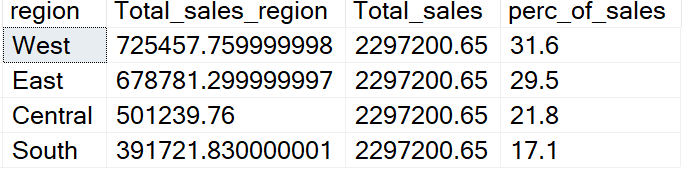 region Total_sales_region Total_sales perc_of_sales
West 725457.759999998 2297200.65 31.6
East 678781.299999997 2297200.65 29.5
Central 501239.76 2297200.65 21.8
South 391721.830000001 2297200.65 17.1